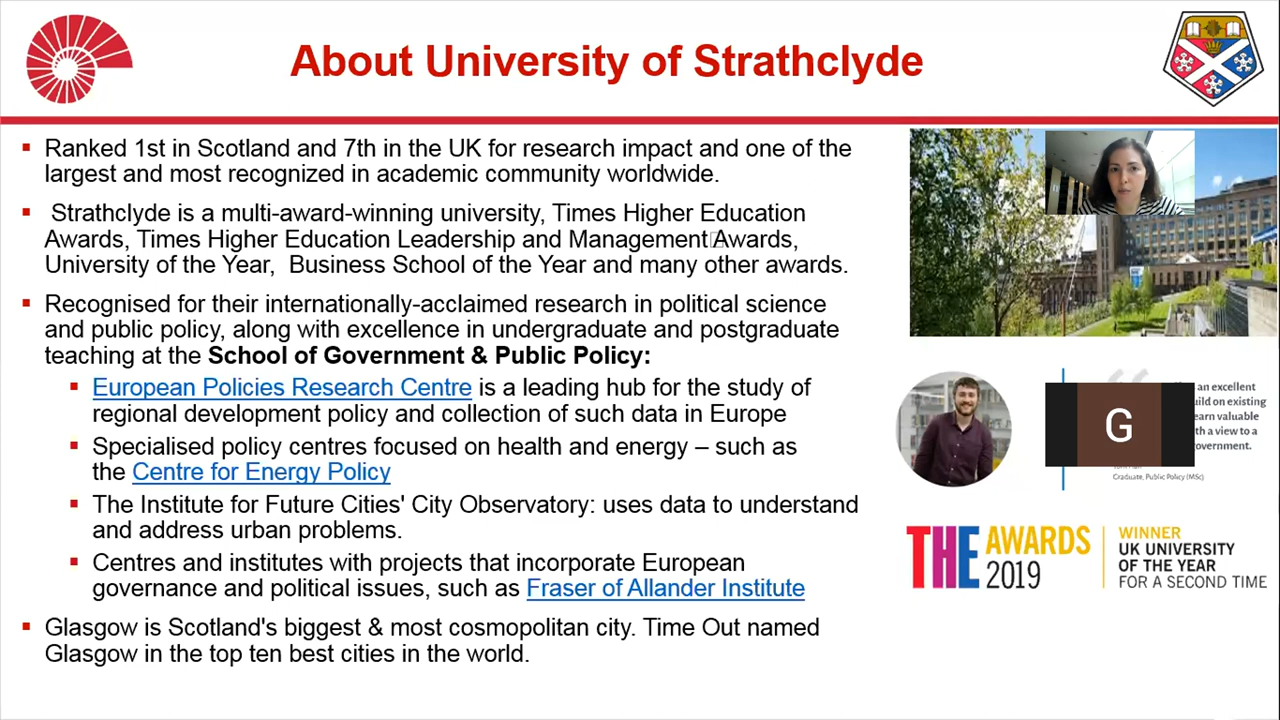 About University of Strathclyde
Ranked 1st in Scotland and 7th in the UK for research impact and one of the
largest and most recognized in academic community worldwide.
Strathclyde is a multi-award-winning university, Times Higher Education
Awards, Times Higher Education Leadership and Management Awards,
University of the Year, Business School of the Year and many other awards.
Recognised for their internationally-acclaimed research in political science
and public policy, along with excellence in undergraduate and postgraduate
teaching at the School of Government & Public Policy:
European Policies Research Centre is a leading hub for the study of
regional development policy and collection of such data in Europe
Specialised policy centres focused on health and energy – such as
the Centre for Energy Policy
The Institute for Future Cities' City Observatory: uses data to understand
and address urban problems.
Centres and institutes with projects that incorporate European
governance and political issues, such as Fraser of Allander Institute
Glasgow is Scotland's biggest & most cosmopolitan city. Time Out named
Glasgow in the top ten best cities in the world.
an excellent
on existing
valuable
with a view to a
government.
G
Graduate, Public Policy (MSc)
THE AWARDS 2019
WINNER
UK UNIVERSITY
OF THE YEAR
FOR A SECOND TIME